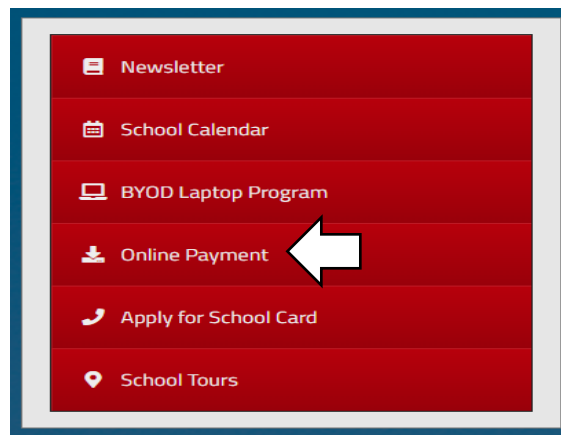 Newsletter
School Calendar
BYOD Laptop Program
Online Payment
Apply for School Card
School Tours